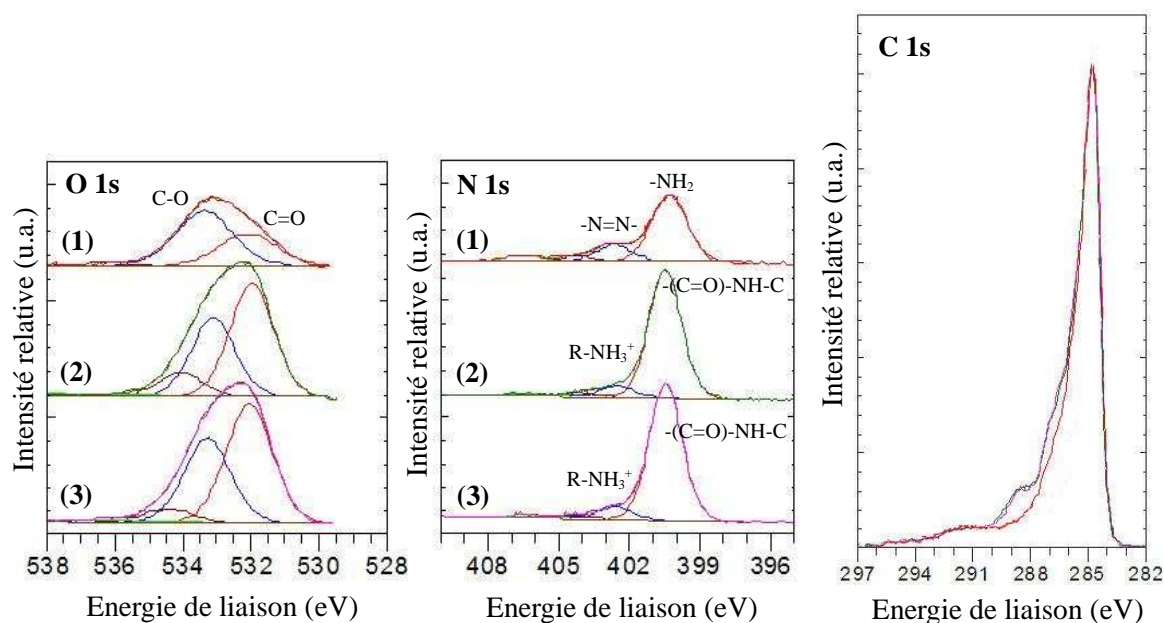 O 1s
C-O
C=O
(1)
(2)
(3)
Intensité relative (u.a.)
538 536 534 532 530 528
Energie de liaison (eV)
N 1s
-NH₂
-N=N-
(1)
-(C=O)-NH-C
R-NH₃⁺
(2)
-(C=O)-NH-C
R-NH₃⁺
(3)
Intensité relative (u.a.)
408 405 402 399 396
Energie de liaison (eV)
C 1s
Intensité relative (u.a.)
297 294 291 288 285 282
Energie de liaison (eV)